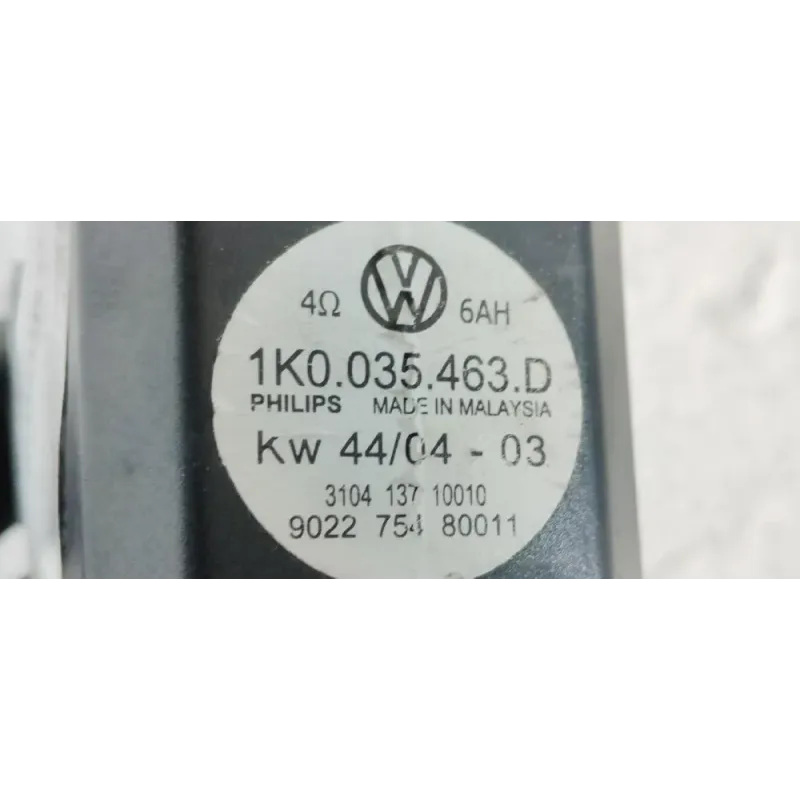 4Ω 6AH
1K0.035.463.D
PHILIPS MADE IN MALAYSIA
KW 44/04 - 03
3104 137 10010
9022 754 80011